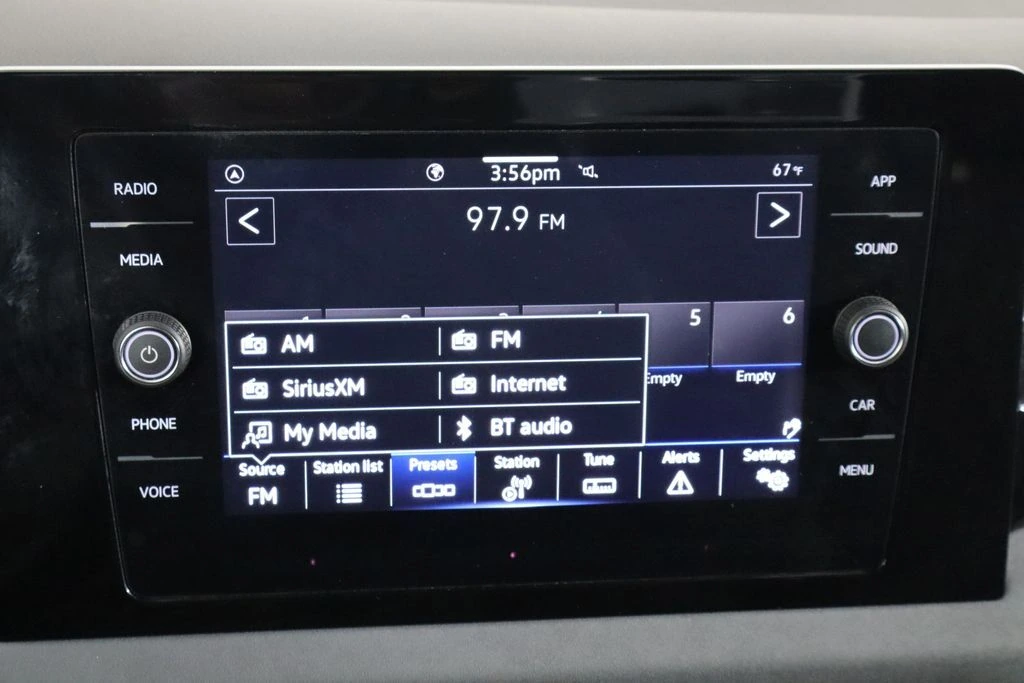 RADIO
MEDIA
PHONE
VOICE
3:56pm
67°F
97.9 FM
5
6
Empty
Empty
AM
FM
SiriusXM
Internet
My Media
BT audio
Source
FM
Station list
Presets
Station
Tune
Alerts
Settings
APP
SOUND
CAR
MENU